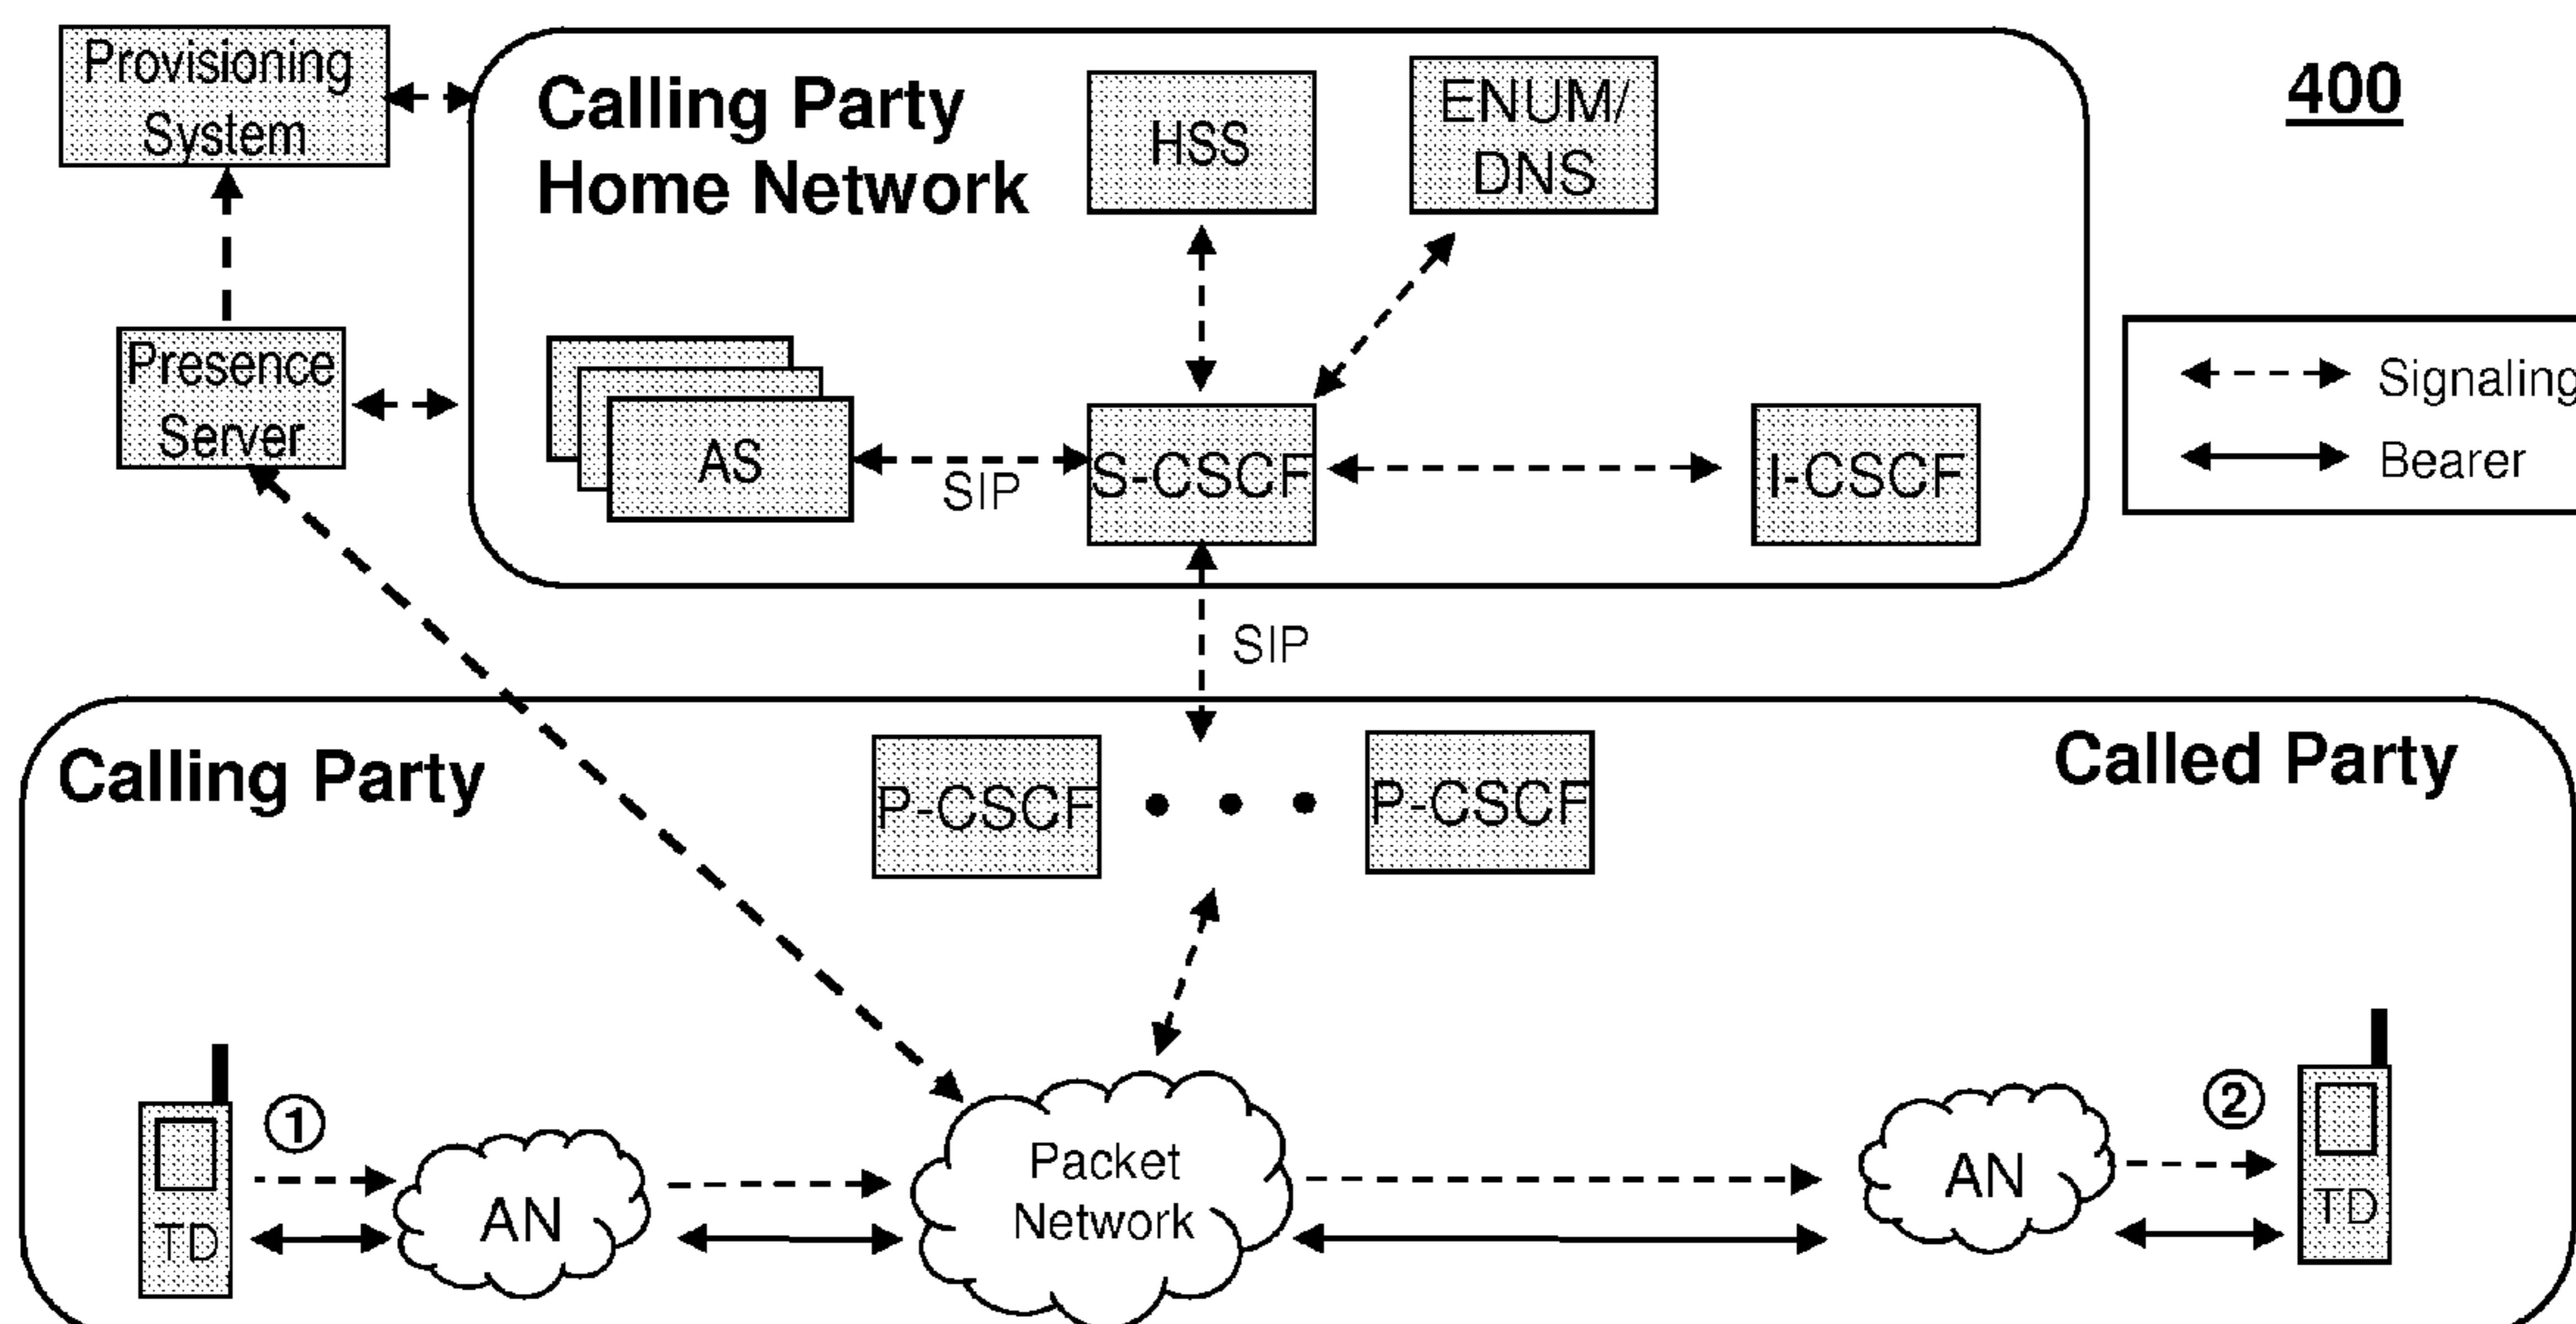 Provisioning
System
Calling Party
Home Network
HSS
ENUM/
DNS
400
Presence
Server
AS
SIP
S-CSCF
I-CSCF
Signaling
Bearer
SIP
Calling Party
P-CSCF
P-CSCF
Called Party
1
TD
AN
Packet
Network
AN
2
TD